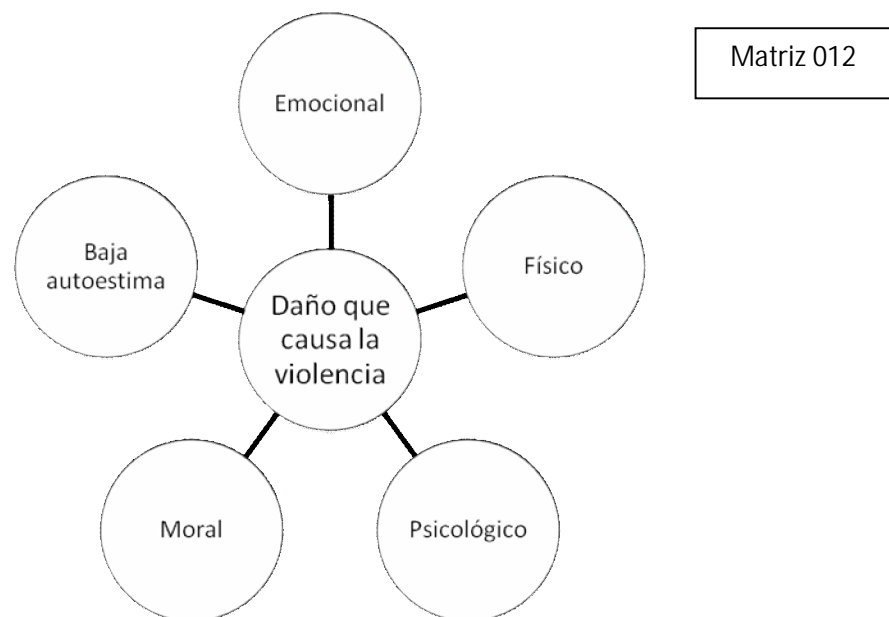 Matriz 012
Emocional
Baja
autoestima
Físico
Daño que
causa la
violencia
Moral
Psicológico